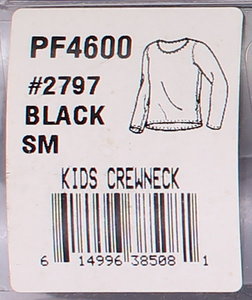 PF4600
#2797
BLACK
SM
KIDS CREWNECK
6 14996 38508 1